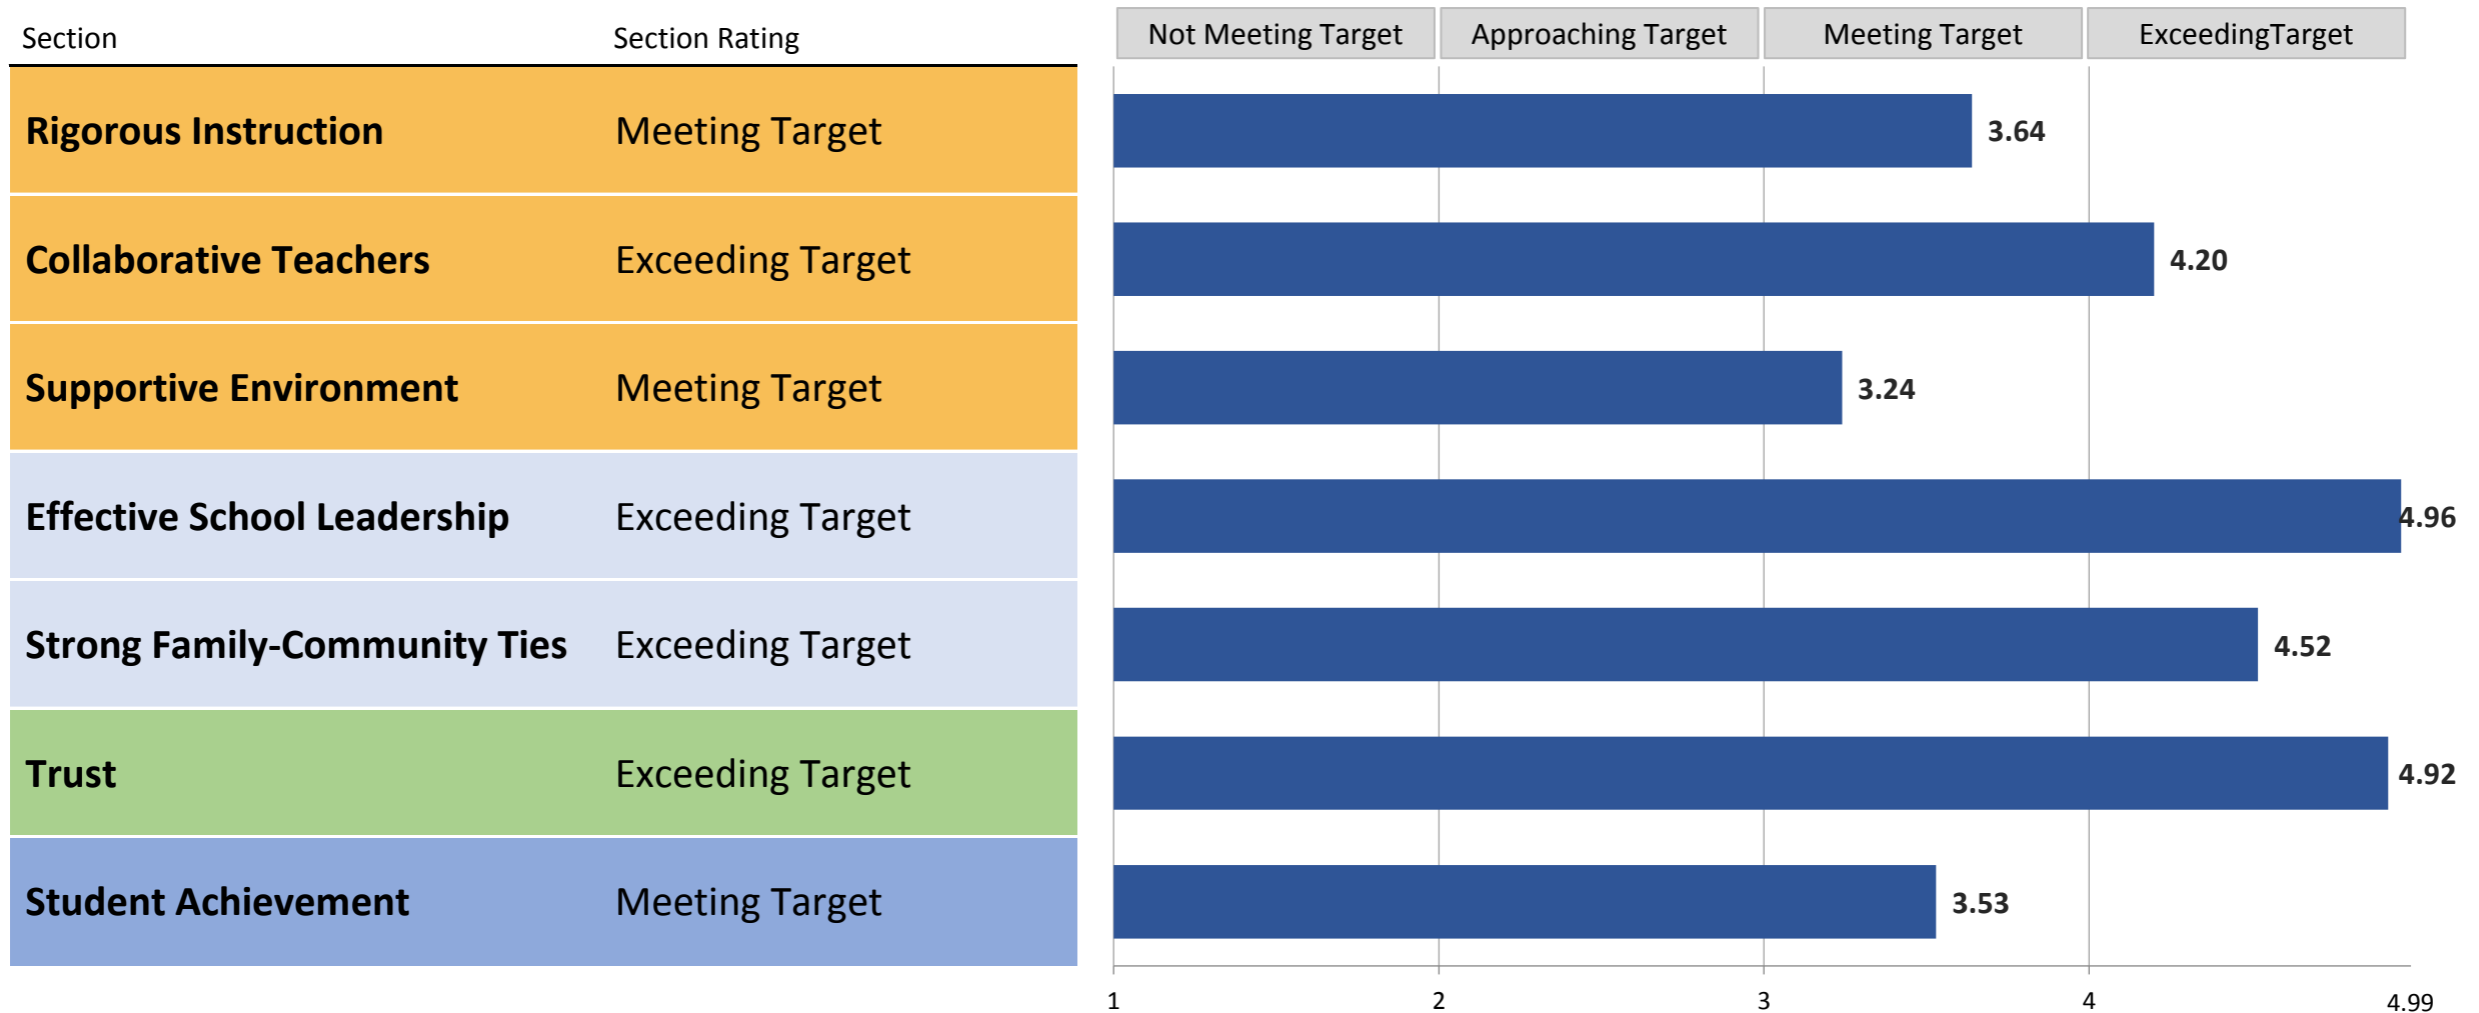 Section Section Rating Not Meeting Target Approaching Target Meeting Target ExceedingTarget
Rigorous Instruction Meeting Target 3.64
Collaborative Teachers Exceeding Target 4.20
Supportive Environment Meeting Target 3.24
Effective School Leadership Exceeding Target 4.96
Strong Family-Community Ties Exceeding Target 4.52
Trust Exceeding Target 4.92
Student Achievement Meeting Target 3.53
1 2 3 4 4.99